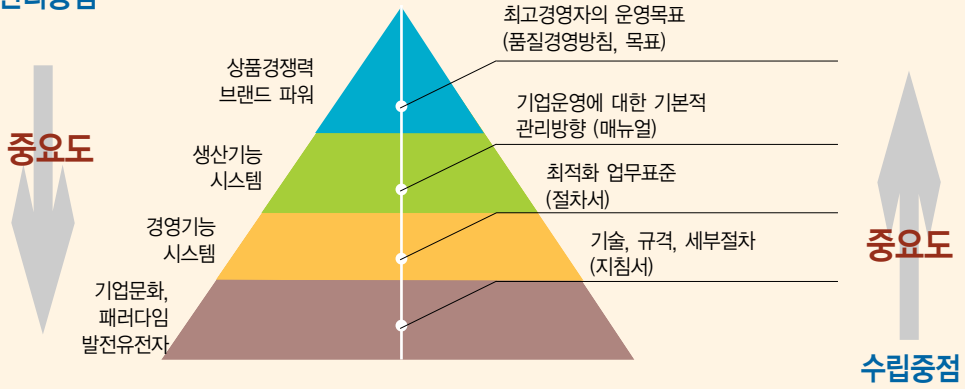 최고경영자의 운영목표
(품질경영방침, 목표)
상품경쟁력
브랜드 파워
기업운영에 대한 기본적
관리방향 (매뉴얼)
중요도
생산기능
시스템
최적화 업무표준
(절차서)
경영기능
시스템
기술, 규격, 세부절차
(지침서)
중요도
기업문화,
패러다임
발전유전자
수립중점